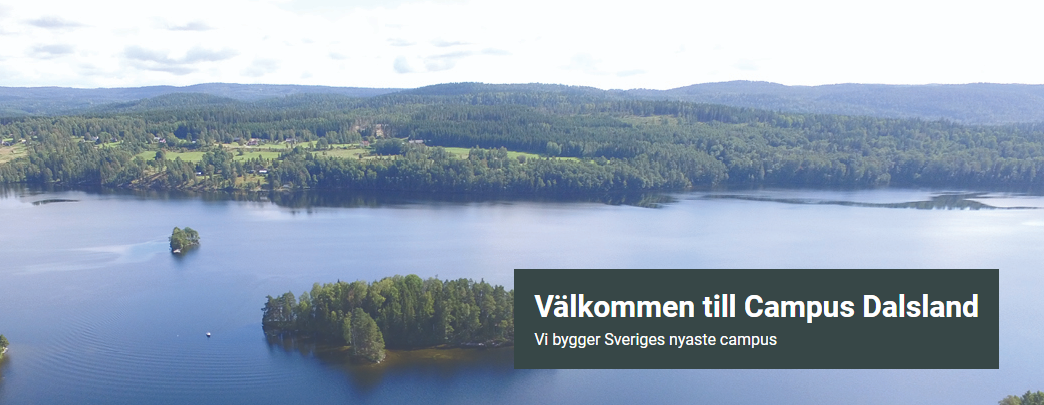 Välkommen till Campus Dalsland
Vi bygger Sveriges nyaste campus